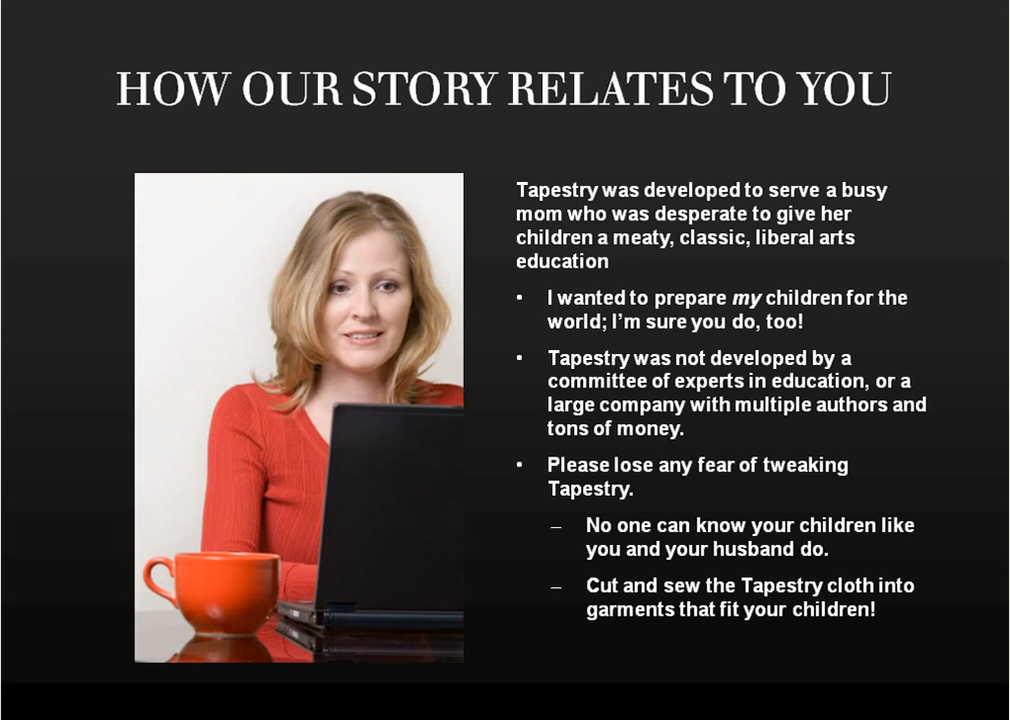 HOW OUR STORY RELATES TO YOU
Tapestry was developed to serve a busy
mom who was desperate to give her
children a meaty, classic, liberal arts
education
• I wanted to prepare my children for the
world; I'm sure you do, too!
• Tapestry was not developed by a
committee of experts in education, or a
large company with multiple authors and
tons of money.
• Please lose any fear of tweaking
Tapestry.
– No one can know your children like
you and your husband do.
– Cut and sew the Tapestry cloth into
garments that fit your children!